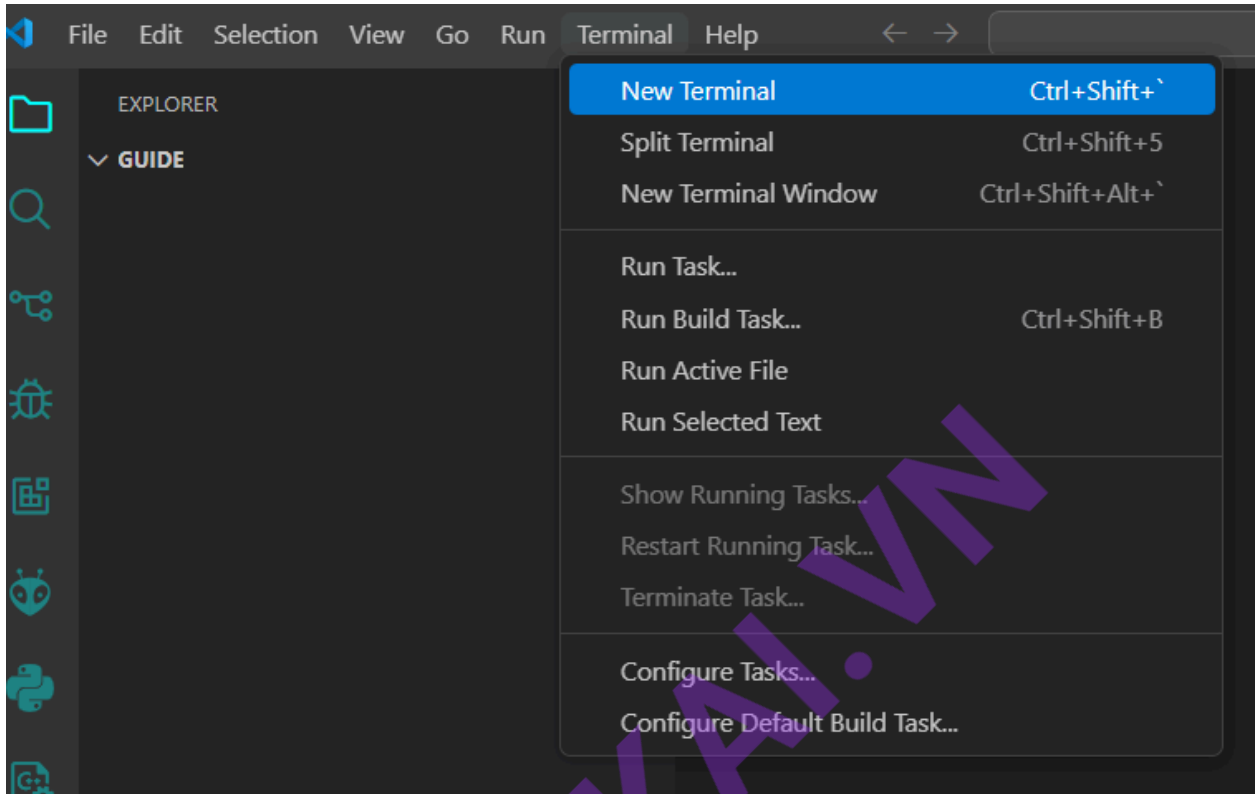 File Edit Selection View Go Run Terminal Help
EXPLORER
GUIDE
New Terminal Ctrl+Shift+`
Split Terminal Ctrl+Shift+5
New Terminal Window Ctrl+Shift+Alt+`
Run Task...
Run Build Task... Ctrl+Shift+B
Run Active File
Run Selected Text
Show Running Tasks...
Restart Running Task...
Terminate Task...
Configure Tasks...
Configure Default Build Task...
KAI.VN